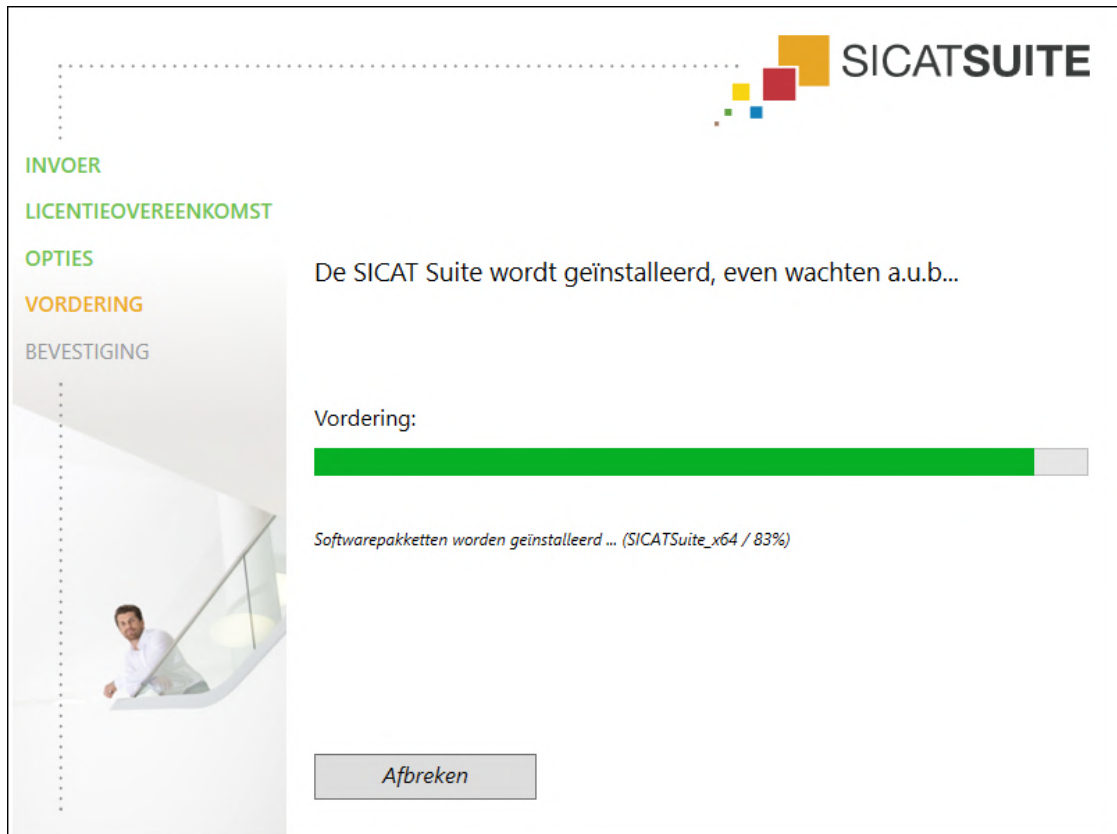 SICATSUITE
INVOER
LICENTIEOVEREENKOMST
OPTIES
VORDERING
BEVESTIGING
De SICAT Suite wordt geïnstalleerd, even wachten a.u.b...
Vordering:
Softwarepakketten worden geïnstalleerd ... (SICATSuite_x64 / 83%)
Afbreken